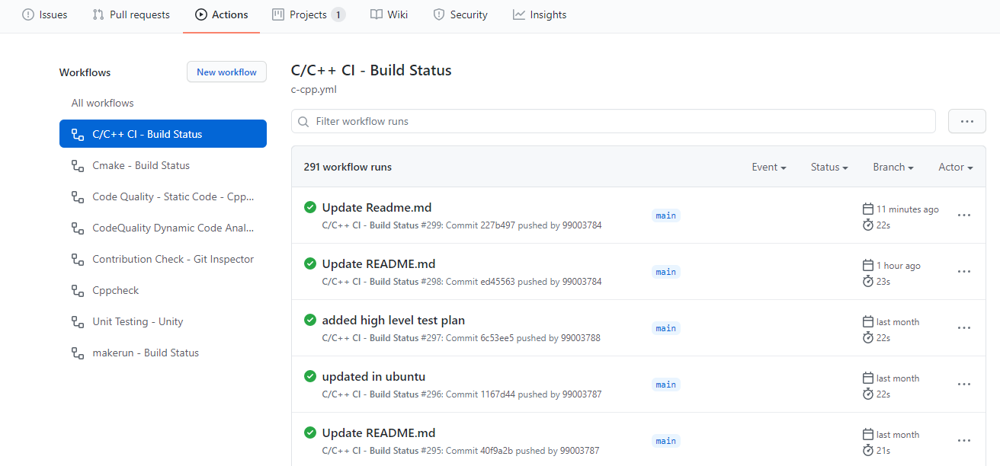 Issues Pull requests Actions Projects 1 Wiki Security Insights
Workflows
New workflow
All workflows
C/C++ CI - Build Status
Cmake - Build Status
Code Quality - Static Code - Cpp...
CodeQuality Dynamic Code Anal...
Contribution Check - Git Inspector
Cppcheck
Unit Testing - Unity
makerun - Build Status
C/C++ CI - Build Status
c-cpp.yml
Filter workflow runs
291 workflow runs Event Status Branch Actor
Update Readme.md
C/C++ CI - Build Status #299: Commit 227b497 pushed by 99003784
main
11 minutes ago
22s
Update README.md
C/C++ CI - Build Status #298: Commit ed45563 pushed by 99003784
main
1 hour ago
23s
added high level test plan
C/C++ CI - Build Status #297: Commit 6c53ee5 pushed by 99003788
main
last month
22s
updated in ubuntu
C/C++ CI - Build Status #296: Commit 1167d44 pushed by 99003787
main
last month
22s
Update README.md
C/C++ CI - Build Status #295: Commit 40f9a2b pushed by 99003787
main
last month
21s